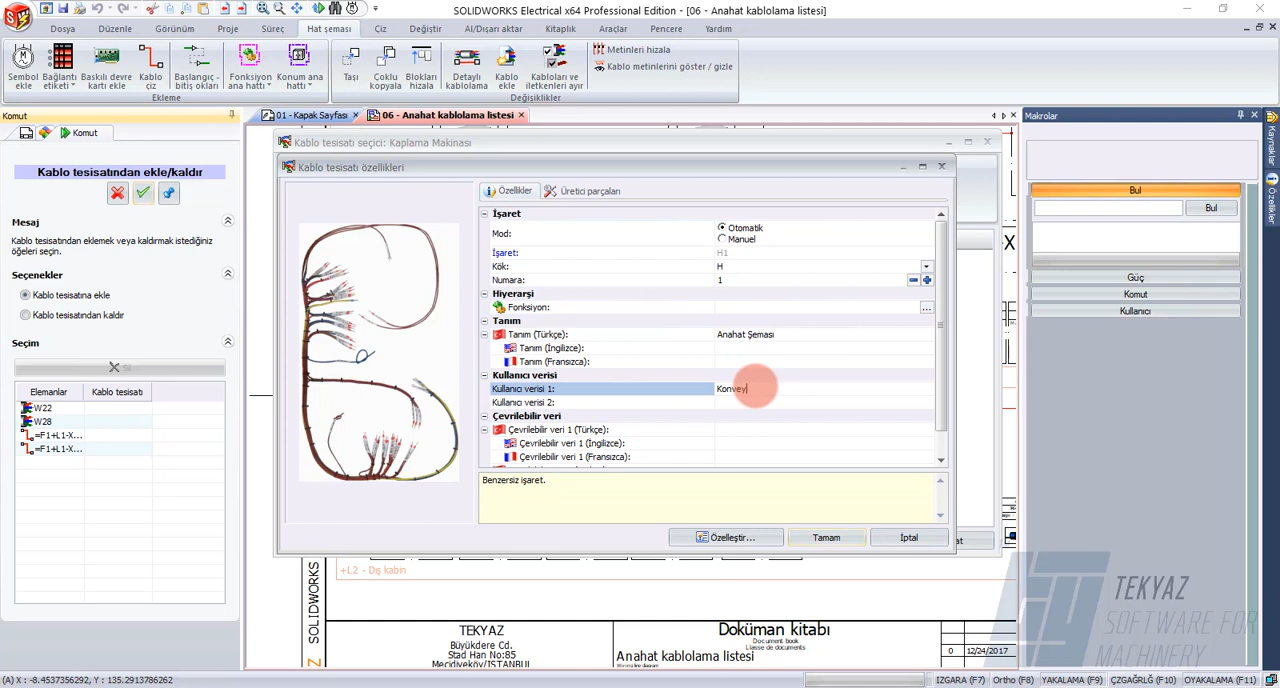 SOLIDWORKS Electrical x64 Professional Edition - [06 - Anahat kablolama listesi]
Dosya Düzenle Görünüm Proje Süreç Hat şeması Çiz Değiştir Al/Dışarı aktar Kitaplık Araçlar Pencere Yardım
Sembol ekle
Bağlantı etiketi
Baskılı devre kartı ekle
Kablo çiz
Başlangıç - bitiş okları
Fonksiyon ana hattı
Konum ana hattı
Taşı
Çoklu kopyala
Blokları hizala
Detaylı kablolama
Kablo ekle
Kabloları ve iletkenleri ayır
Metinleri hizala
Kablo metinlerini göster / gizle
Ekleme
Değişiklikler
Komut
Komut
Kablo tesisatından ekle/kaldır
Mesaj
Kablo tesisatından eklemek veya kaldırmak istediğiniz
öğeleri seçin.
Seçenekler
Kablo tesisatına ekle
Kablo tesisatından kaldır
Seçim
Elemanlar Kablo tesisatı
W22
W28
=F1+L1-X...
=F1+L1-X...
01 - Kapak Sayfası
06 - Anahat kablolama listesi
Kablo tesisatı seçici: Kaplama Makinası
Kablo tesisatı özellikleri
Özellikler
Üretici parçaları
İşaret
Mod: Otomatik
Manuel
İşaret: H1
Kök: H
Numara: 1
Hiyerarşi
Fonksiyon: ...
Tanım
Tanım (Türkçe): Anahat Şeması
Tanım (İngilizce):
Tanım (Fransızca):
Kullanıcı verisi
Kullanıcı verisi 1: Konvey
Kullanıcı verisi 2:
Çevrilebilir veri
Çevrilebilir veri 1 (Türkçe):
Çevrilebilir veri 1 (İngilizce):
Çevrilebilir veri 1 (Fransızca):
Benzersiz işaret.
Özelleştir...
Tamam
İptal
at
-X
+L2 - Dış kabin
SOLIDWORKS
TEKYAZ
Büyükdere Cd.
Stad Han No:85
Mecidiyeköy/İSTANBUL
Doküman kitabı
Document book
Liasse de documents
Anahat kablolama listesi
0 12/24/2017
Makrolar
Bul
Bul
Güç
Komut
Kullanıcı
Kaynaklar
Özellikler
TEKYAZ
SOFTWARE FOR
MACHINERY
(A) X : -8.4537356292, Y : 135.2913786262
IZGARA (F7) Ortho (F8) YAKALAMA (F9) ÇZGAĞRLĞ (F10) OYAKALAMA (F11)